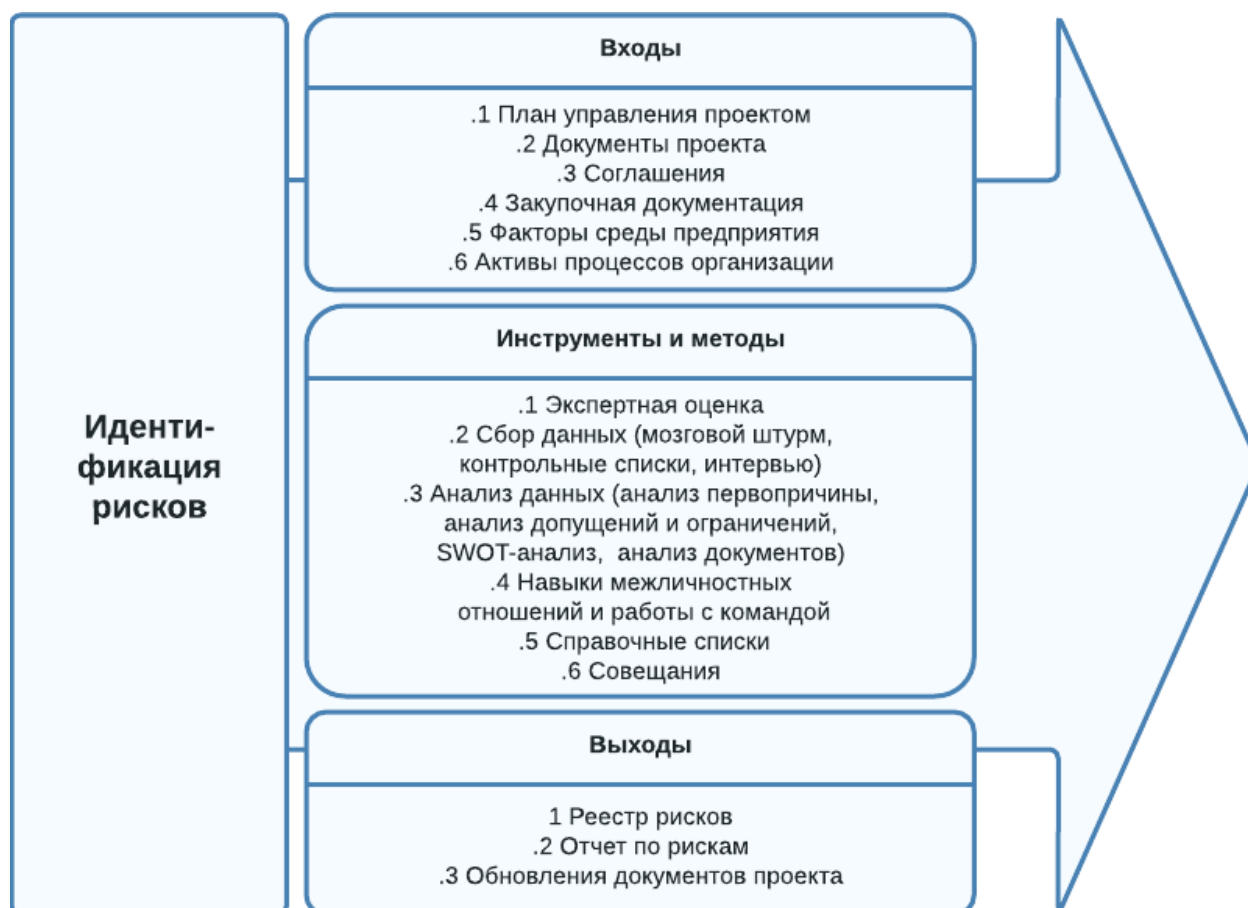 Иденти-
фикация
рисков
Входы
.1 План управления проектом
.2 Документы проекта
.3 Соглашения
.4 Закупочная документация
.5 Факторы среды предприятия
.6 Активы процессов организации
Инструменты и методы
.1 Экспертная оценка
.2 Сбор данных (мозговой штурм,
контрольные списки, интервью)
.3 Анализ данных (анализ первопричины,
анализ допущений и ограничений,
SWOT-анализ, анализ документов)
.4 Навыки межличностных
отношений и работы с командой
.5 Справочные списки
.6 Совещания
Выходы
1 Реестр рисков
.2 Отчет по рискам
.3 Обновления документов проекта